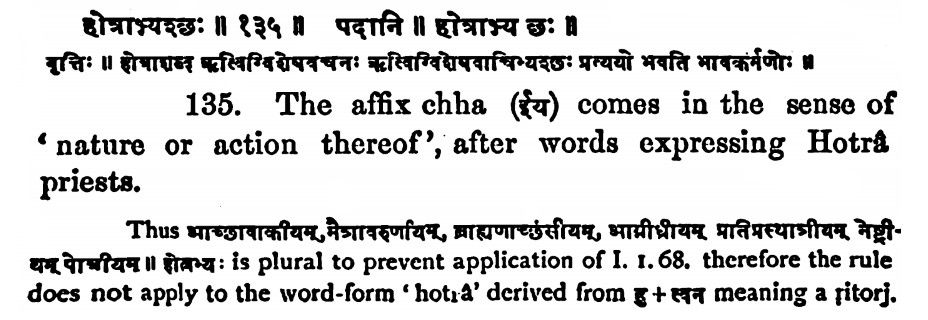 होत्राभ्यश्छः ॥ १३५ ॥ पदानि ॥ होत्राभ्य छः ॥
वृत्तिः ॥ होत्राशब्द ऋत्विग्विशेषवचनः ऋत्विग्विशेषवाचिभ्यश्छः प्रत्ययो भवति भावकर्मणोः ॥
135. The affix chha (ईय) comes in the sense of
‘nature or action thereof’, after words expressing Hotrâ
priests.
Thus आच्छावाकीयम्, मैत्रावरुणीयम्, ब्राह्मणाच्छंसीयम्, आग्नीध्रीयम् प्रातिप्रस्थात्रीयम् नेष्ट्री-
यम् पोत्रीयम् ॥ होत्राभ्यः is plural to prevent application of I. 1. 68. therefore the rule
does not apply to the word-form ‘hotrâ’ derived from हु + त्वन meaning a ṛitorj.